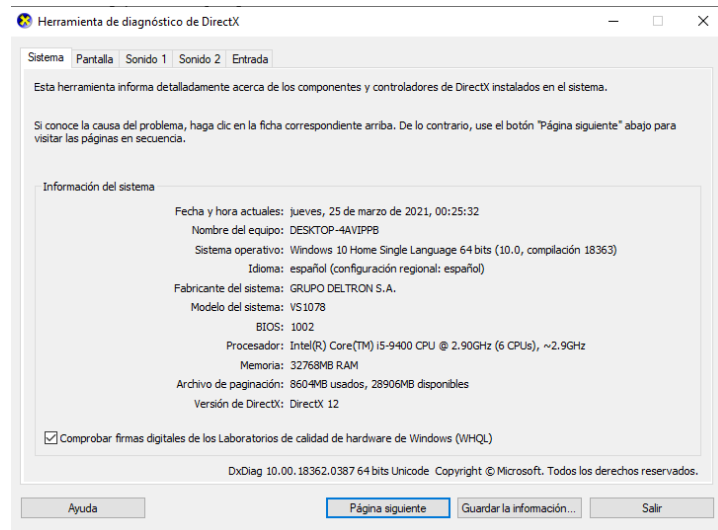 Herramienta de diagnóstico de DirectX
Sistema Pantalla Sonido 1 Sonido 2 Entrada
Esta herramienta informa detalladamente acerca de los componentes y controladores de DirectX instalados en el sistema.
Si conoce la causa del problema, haga clic en la ficha correspondiente arriba. De lo contrario, use el botón "Página siguiente" abajo para
visitar las páginas en secuencia.
Información del sistema
Fecha y hora actuales: jueves, 25 de marzo de 2021, 00:25:32
Nombre del equipo: DESKTOP-4AVIPPB
Sistema operativo: Windows 10 Home Single Language 64 bits (10.0, compilación 18363)
Idioma: español (configuración regional: español)
Fabricante del sistema: GRUPO DELTRON S.A.
Modelo del sistema: VS1078
BIOS: 1002
Procesador: Intel(R) Core(TM) i5-9400 CPU @ 2.90GHz (6 CPUs), ~2.9GHz
Memoria: 32768MB RAM
Archivo de paginación: 8604MB usados, 28906MB disponibles
Versión de DirectX: DirectX 12
Comprobar firmas digitales de los Laboratorios de calidad de hardware de Windows (WHQL)
DxDiag 10.00.18362.0387 64 bits Unicode Copyright © Microsoft. Todos los derechos reservados.
Ayuda Página siguiente Guardar la información... Salir